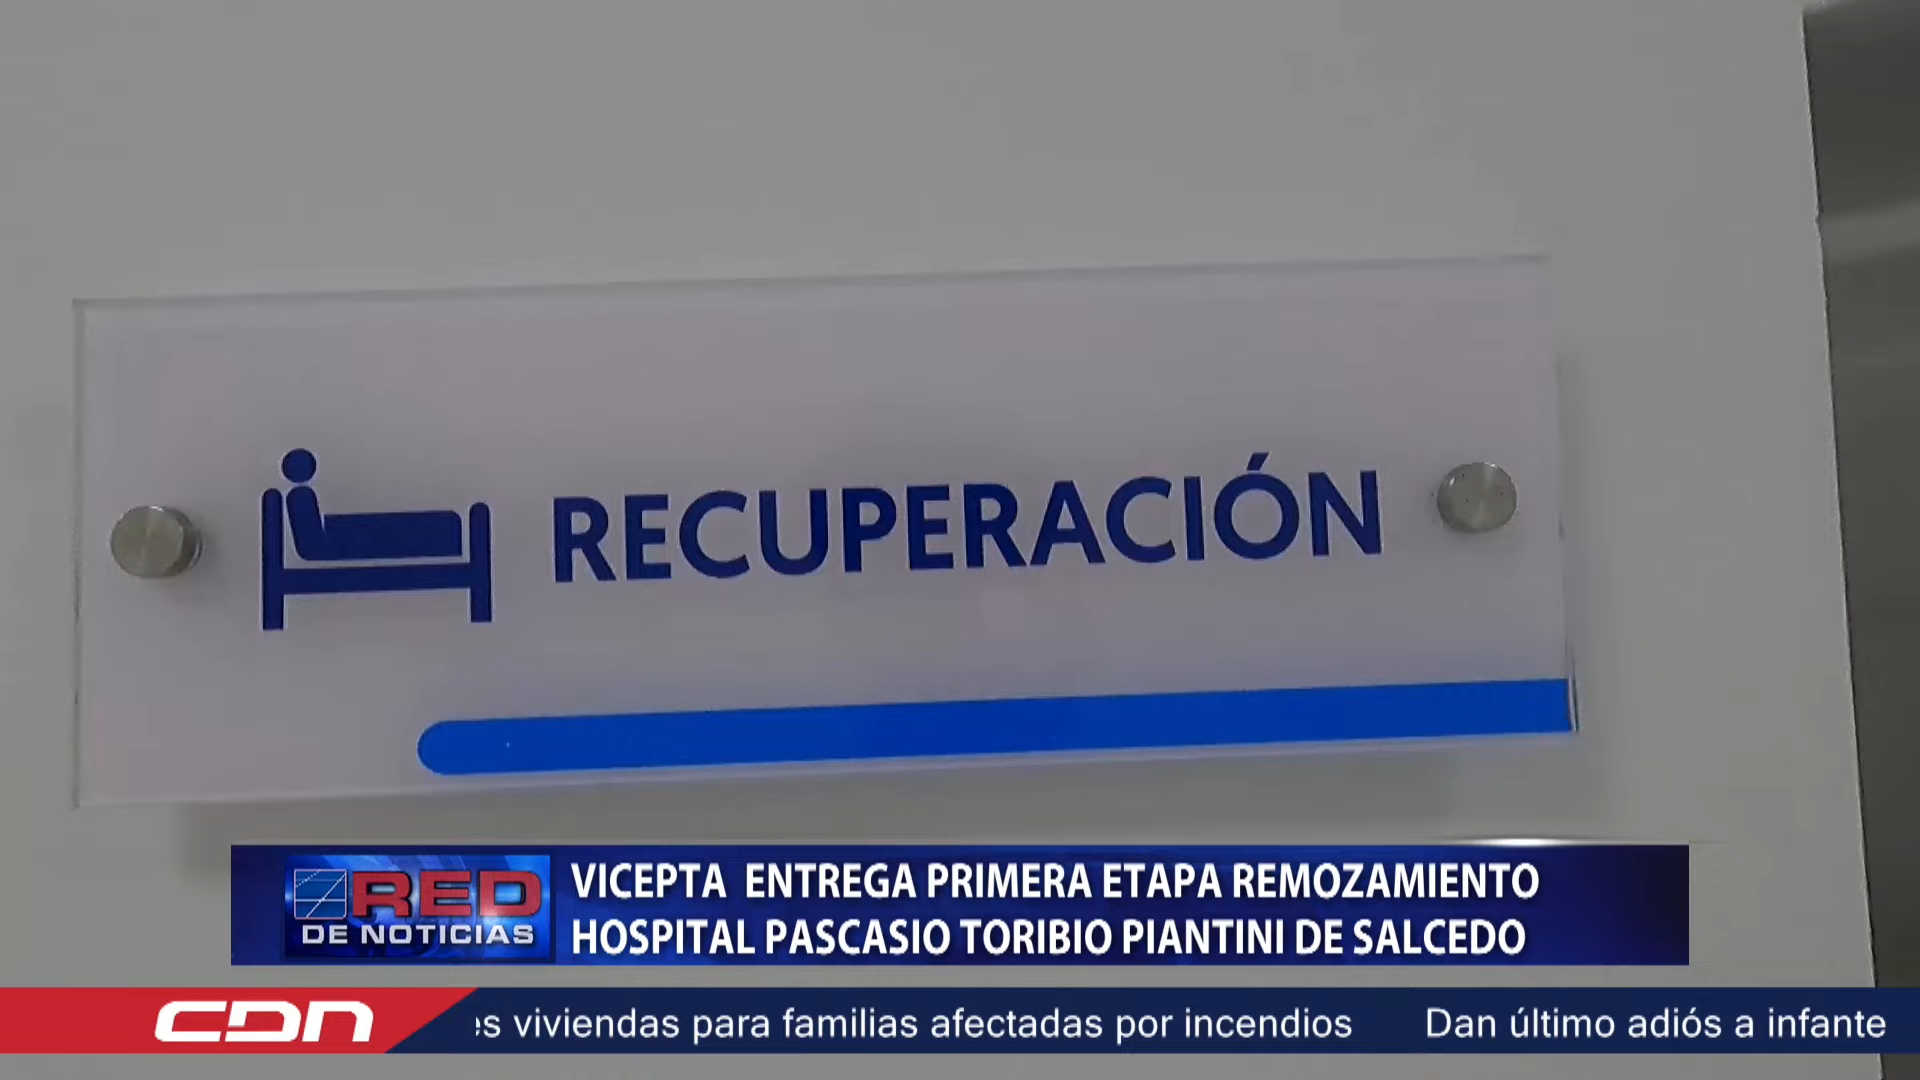 RECUPERACIÓN
RED
DE NOTICIAS
VICEPTA ENTREGA PRIMERA ETAPA REMOZAMIENTO
HOSPITAL PASCASIO TORIBIO PIANTINI DE SALCEDO
CDN
es viviendas para familias afectadas por incendios Dan último adiós a infante